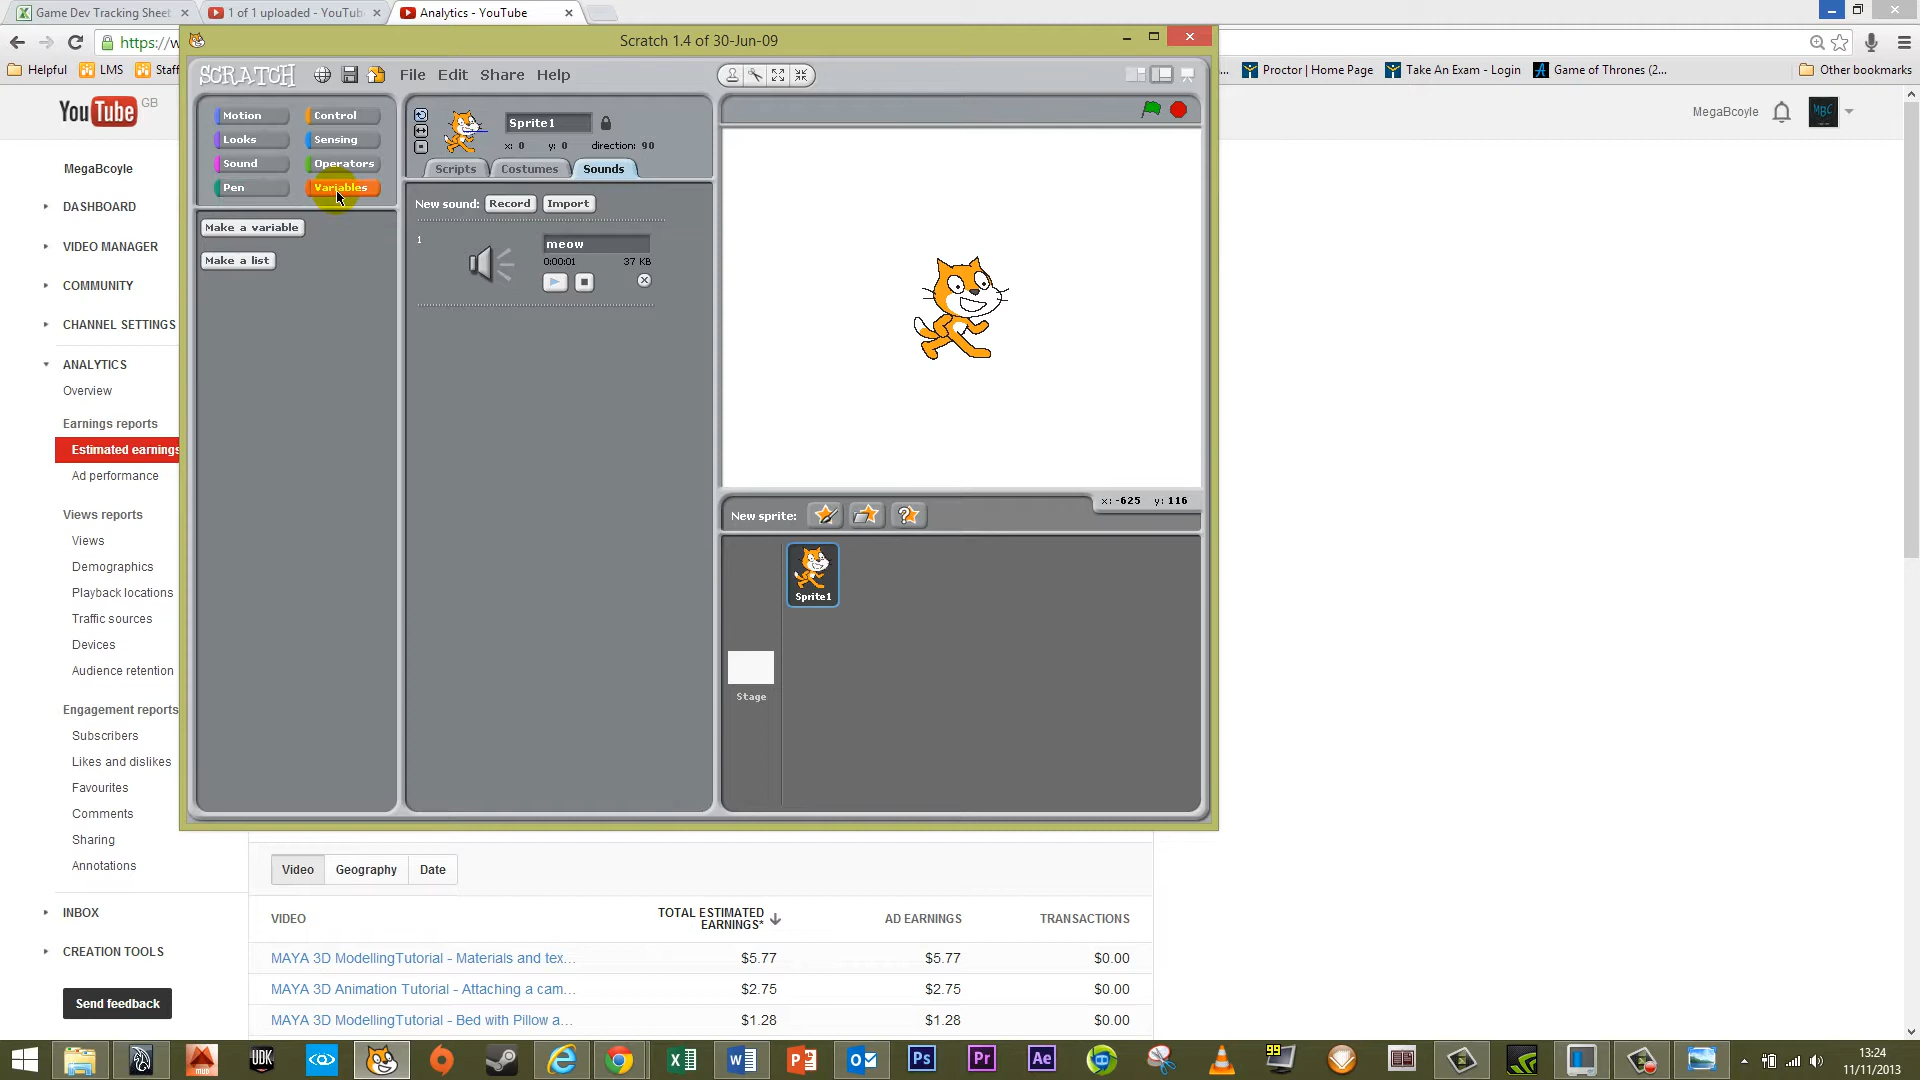 Game Dev Tracking Sheet
1 of 1 uploaded - YouTube
Analytics - YouTube
https://w
Helpful
LMS
Staff
Proctor | Home Page
Take An Exam - Login
Game of Thrones (2...
Other bookmarks
Scratch 1.4 of 30-Jun-09
SCRATCH
File Edit Share Help
YouTube GB
MegaBcoyle
MBC
MegaBcoyle
DASHBOARD
VIDEO MANAGER
COMMUNITY
CHANNEL SETTINGS
ANALYTICS
Overview
Earnings reports
Estimated earnings
Ad performance
Views reports
Views
Demographics
Playback locations
Traffic sources
Devices
Audience retention
Engagement reports
Subscribers
Likes and dislikes
Favourites
Comments
Sharing
Annotations
INBOX
CREATION TOOLS
Send feedback
Motion Control
Looks Sensing
Sound Operators
Pen Variables
Make a variable
Make a list
Sprite1
x: 0 y: 0 direction: 90
Scripts Costumes Sounds
New sound: Record Import
1
meow
0:00:01 37 KB
x: -625 y: 116
New sprite:
Sprite1
Stage
Video Geography Date
VIDEO TOTAL ESTIMATED EARNINGS* AD EARNINGS TRANSACTIONS
MAYA 3D ModellingTutorial - Materials and tex... $5.77 $5.77 $0.00
MAYA 3D Animation Tutorial - Attaching a cam... $2.75 $2.75 $0.00
MAYA 3D ModellingTutorial - Bed with Pillow a... $1.28 $1.28 $0.00
UDK
Ps
Pr
Ae
99
13:24
11/11/2013